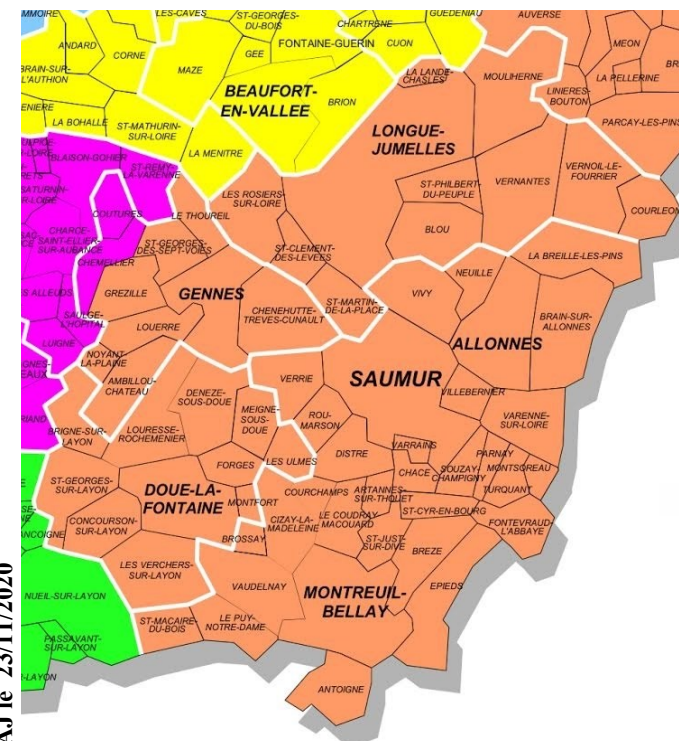 LES-CAVES
ST-GEORGES-
DU-BOIS
CHARTRENE
GUEDENIAU
AUVERSE
ANDARD
CORNE
GEE
FONTAINE-GUERIN
CUON
MEON
BRAIN-SUR-
L'AUTHION
MAZE
LA LANDE-
CHASLES
MOULIHERNE
LA PELLERINE
BEAUFORT-
EN-VALLEE
BRION
LINIERES-
BOUTON
PARCAY-LES-PINS
LA BOHALLE
ST-MATHURIN-
SUR-LOIRE
LONGUE-
JUMELLES
LA MENITRE
BLAISON-GOHIER
ST-REMY-
LA-VARENNE
VERNOIL-LE-
FOURRIER
LES ROSIERS-
SUR-LOIRE
ST-PHILBERT-
DU-PEUPLE
VERNANTES
COUTURES
LE THOUREIL
COURLEON
BLOU
CHARCE-
SAINT-ELLIER-
SUR-AUBANCE
ST-GEORGES-
DES-SEPT-VOIES
ST-CLEMENT-
DES-LEVEES
CHEMELLIER
LA BREILLE-LES-PINS
NEUILLE
GREZILLE
GENNES
VIVY
ST-MARTIN-
DE-LA-PLACE
CHENEHUTTE-
TREVES-CUNAULT
SAULGE-
L'HOPITAL
LOUERRE
BRAIN-SUR-
ALLONNES
LUIGNE
ALLONNES
NOYANT-
LA-PLAINE
AMBILLOU-
CHATEAU
VERRIE
SAUMUR
DENEZE-
SOUS-DOUE
VILLEBERNIER
MEIGNE-
SOUS-
DOUE
ROU-
MARSON
VARENNE-
SUR-LOIRE
BRIGNE-SUR-
LAYON
LOURESSE-
ROCHEMENIER
VARRAINS
DISTRE
PARNAY
FORGES
LES ULMES
CHACE
SOUZAY-
CHAMPIGNY
MONTSOREAU
ST-GEORGES-
SUR-LAYON
DOUE-LA-
FONTAINE
MONTFORT
COURCHAMPS
ARTANNES-
SUR-THOUET
TURQUANT
ST-CYR-EN-BOURG
CONCOURSON-
SUR-LAYON
CIZAY-LA-
MADELEINE
LE COUDRAY-
MACOUARD
FONTEVRAUD-
L'ABBAYE
BROSSAY
ST-JUST-
SUR-DIVE
BREZE
LES VERCHERS-
SUR-LAYON
VAUDELNAY
MONTREUIL-
BELLAY
EPIEDS
NUEIL-SUR-LAYON
ST-MACAIRE-
DU-BOIS
LE PUY-
NOTRE-DAME
PASSAVANT-
SUR-LAYON
ANTOIGNE
le 23/11/2020